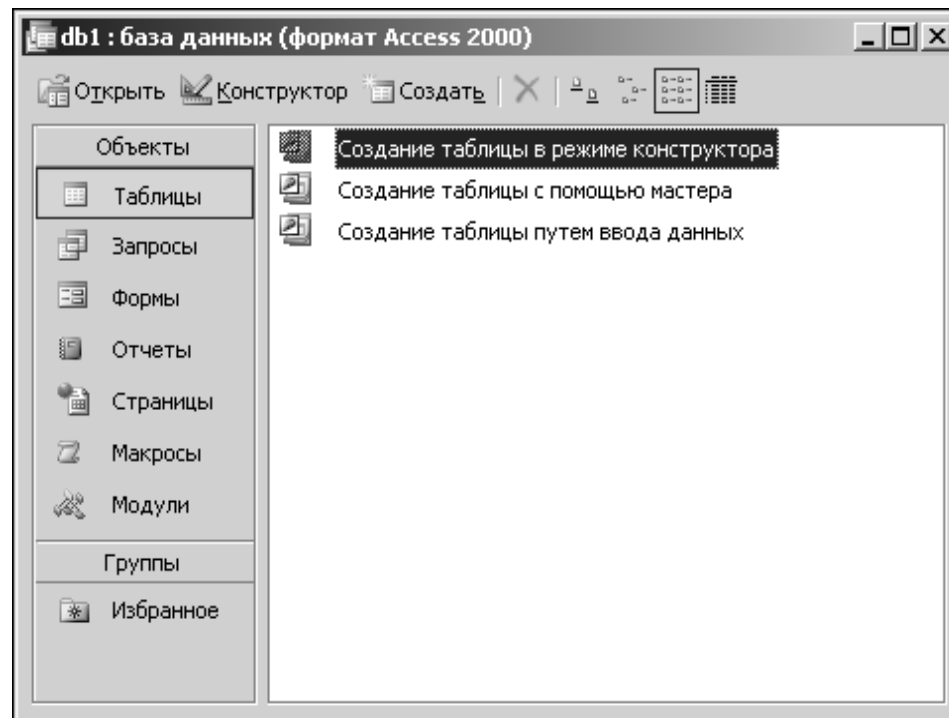 db1 : база данных (формат Access 2000)
Открыть Конструктор Создать
Объекты
Таблицы
Запросы
Формы
Отчеты
Страницы
Макросы
Модули
Группы
Избранное
Создание таблицы в режиме конструктора
Создание таблицы с помощью мастера
Создание таблицы путем ввода данных